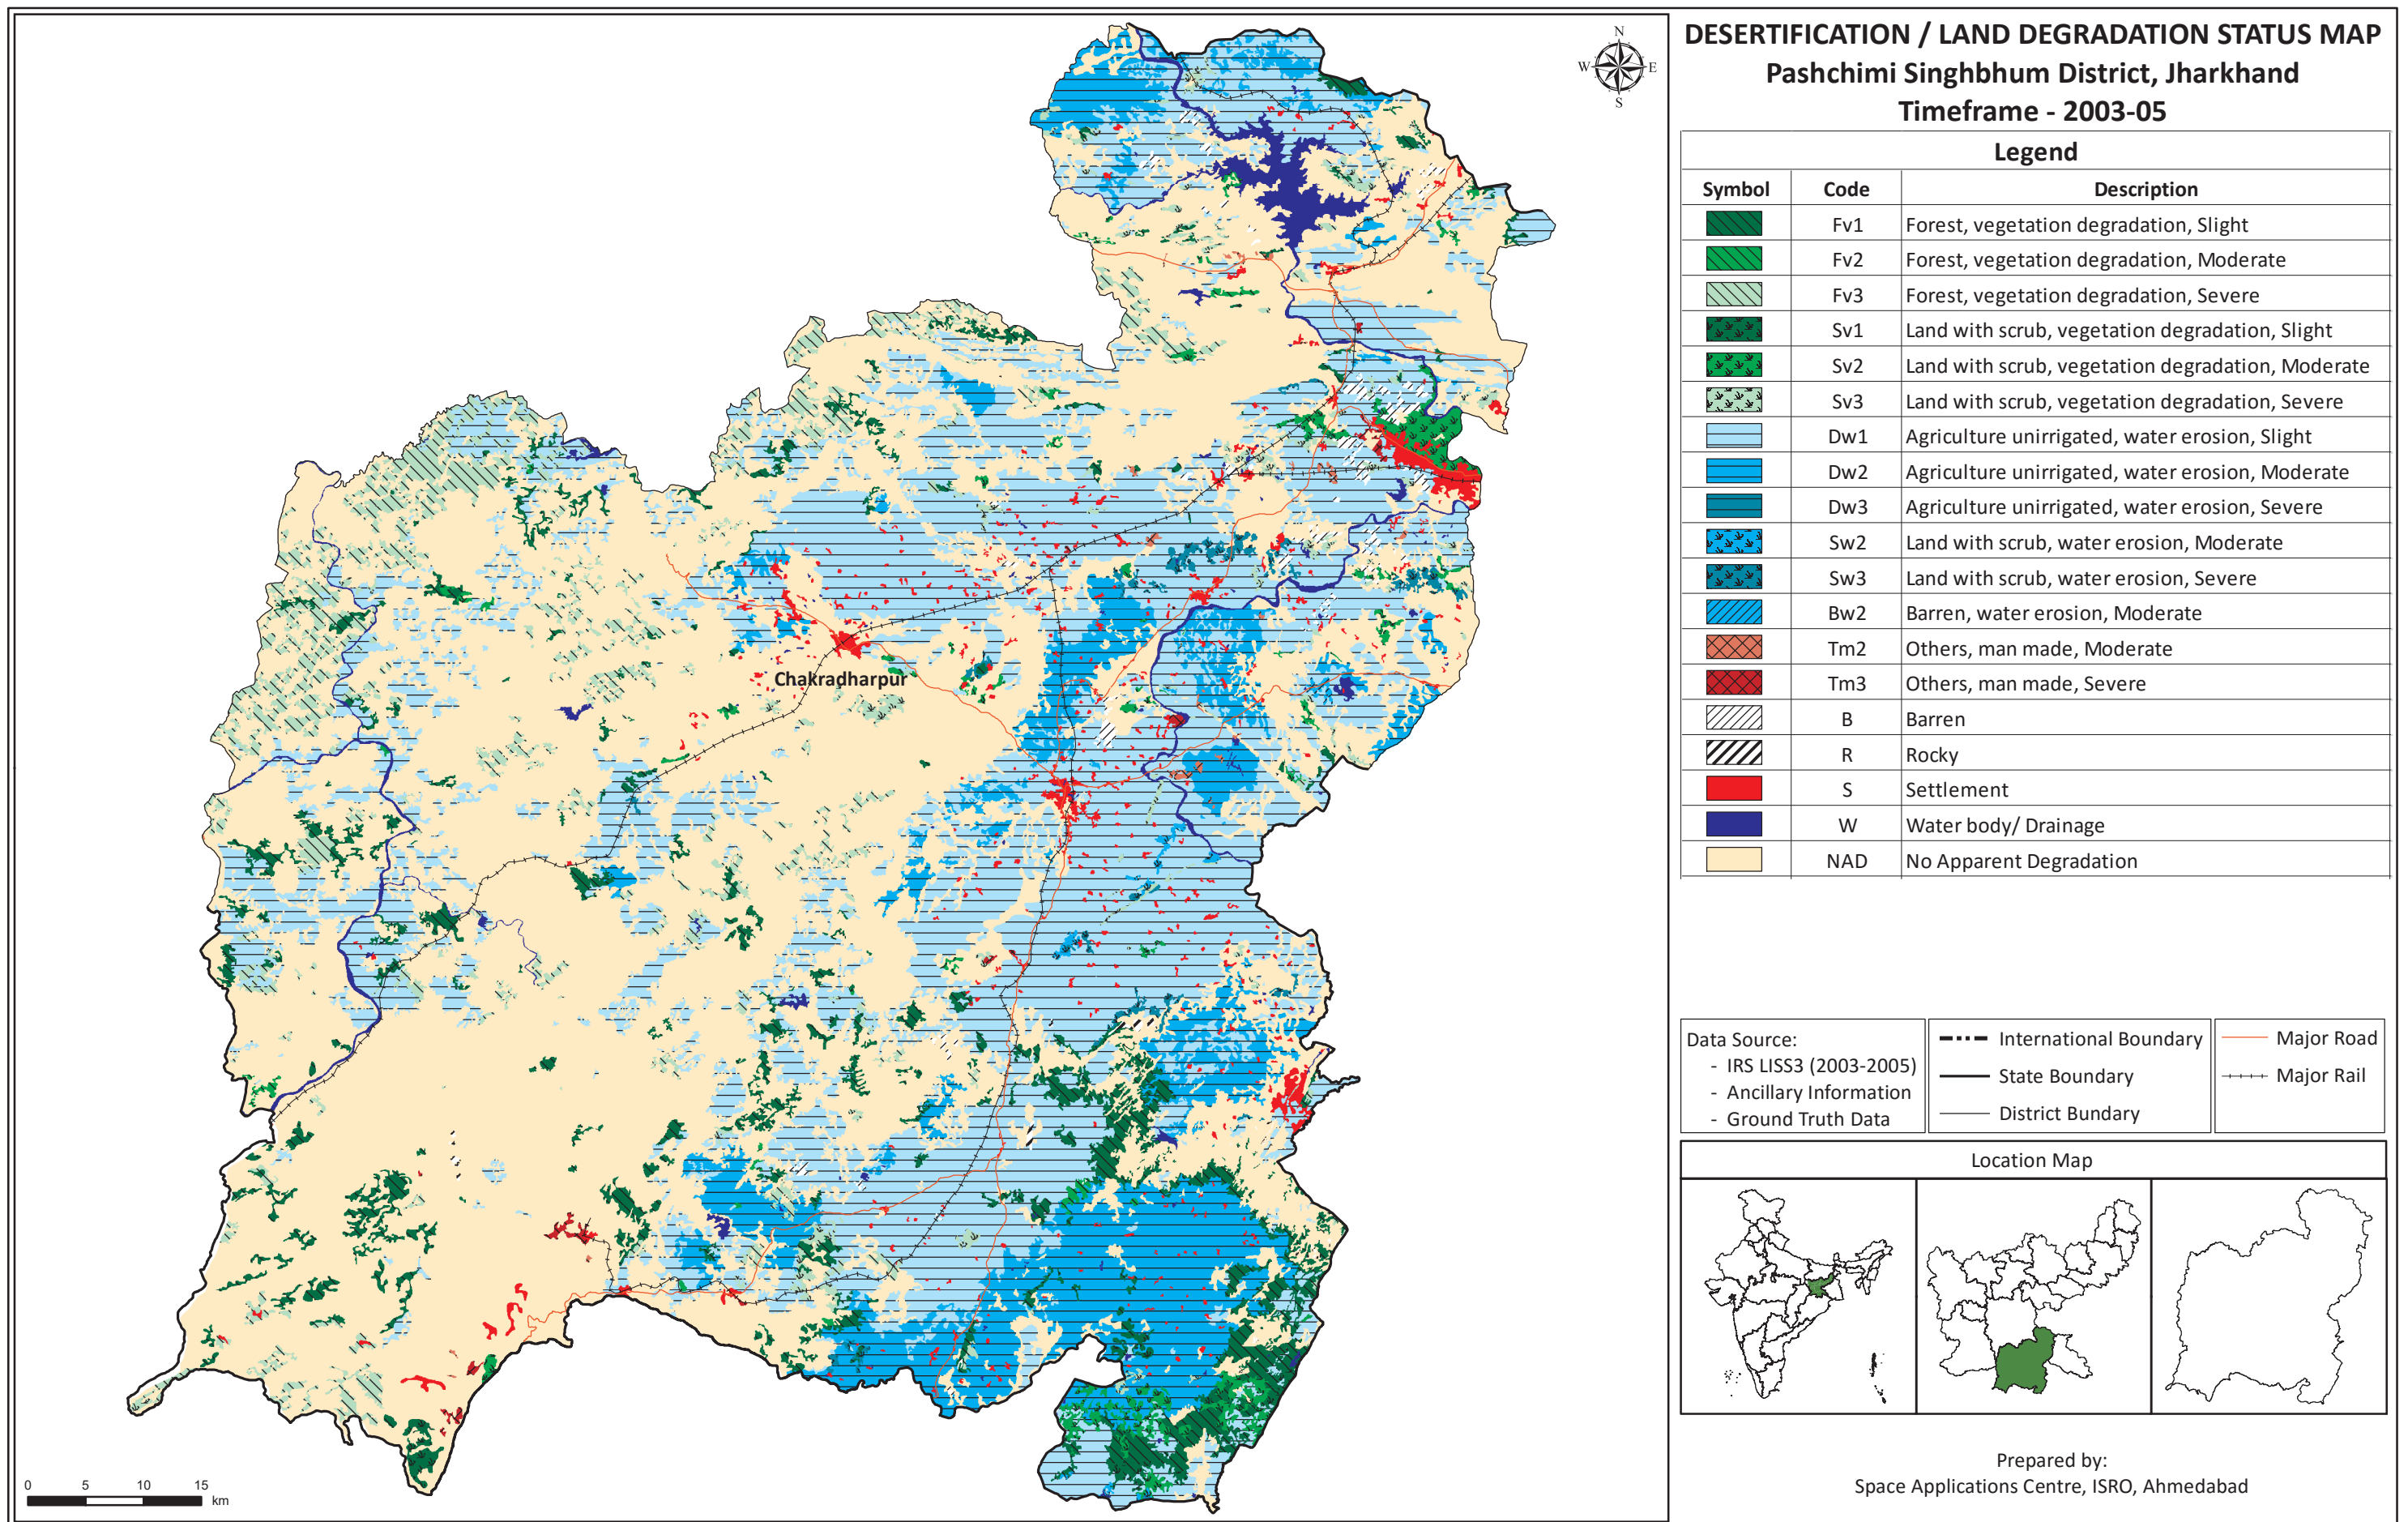 DESERTIFICATION / LAND DEGRADATION STATUS MAP
Pashchimi Singhbhum District, Jharkhand
Timeframe - 2003-05
Legend
Symbol Code Description
Fv1 Forest, vegetation degradation, Slight
Fv2 Forest, vegetation degradation, Moderate
Fv3 Forest, vegetation degradation, Severe
Sv1 Land with scrub, vegetation degradation, Slight
Sv2 Land with scrub, vegetation degradation, Moderate
Sv3 Land with scrub, vegetation degradation, Severe
Dw1 Agriculture unirrigated, water erosion, Slight
Dw2 Agriculture unirrigated, water erosion, Moderate
Dw3 Agriculture unirrigated, water erosion, Severe
Sw2 Land with scrub, water erosion, Moderate
Sw3 Land with scrub, water erosion, Severe
Bw2 Barren, water erosion, Moderate
Tm2 Others, man made, Moderate
Tm3 Others, man made, Severe
B Barren
R Rocky
S Settlement
W Water body/ Drainage
NAD No Apparent Degradation
N
W E
S
Chakradharpur
0 5 10 15
km
Data Source:
- IRS LISS3 (2003-2005)
- Ancillary Information
- Ground Truth Data
International Boundary
State Boundary
District Bundary
Major Road
Major Rail
Location Map
Prepared by:
Space Applications Centre, ISRO, Ahmedabad